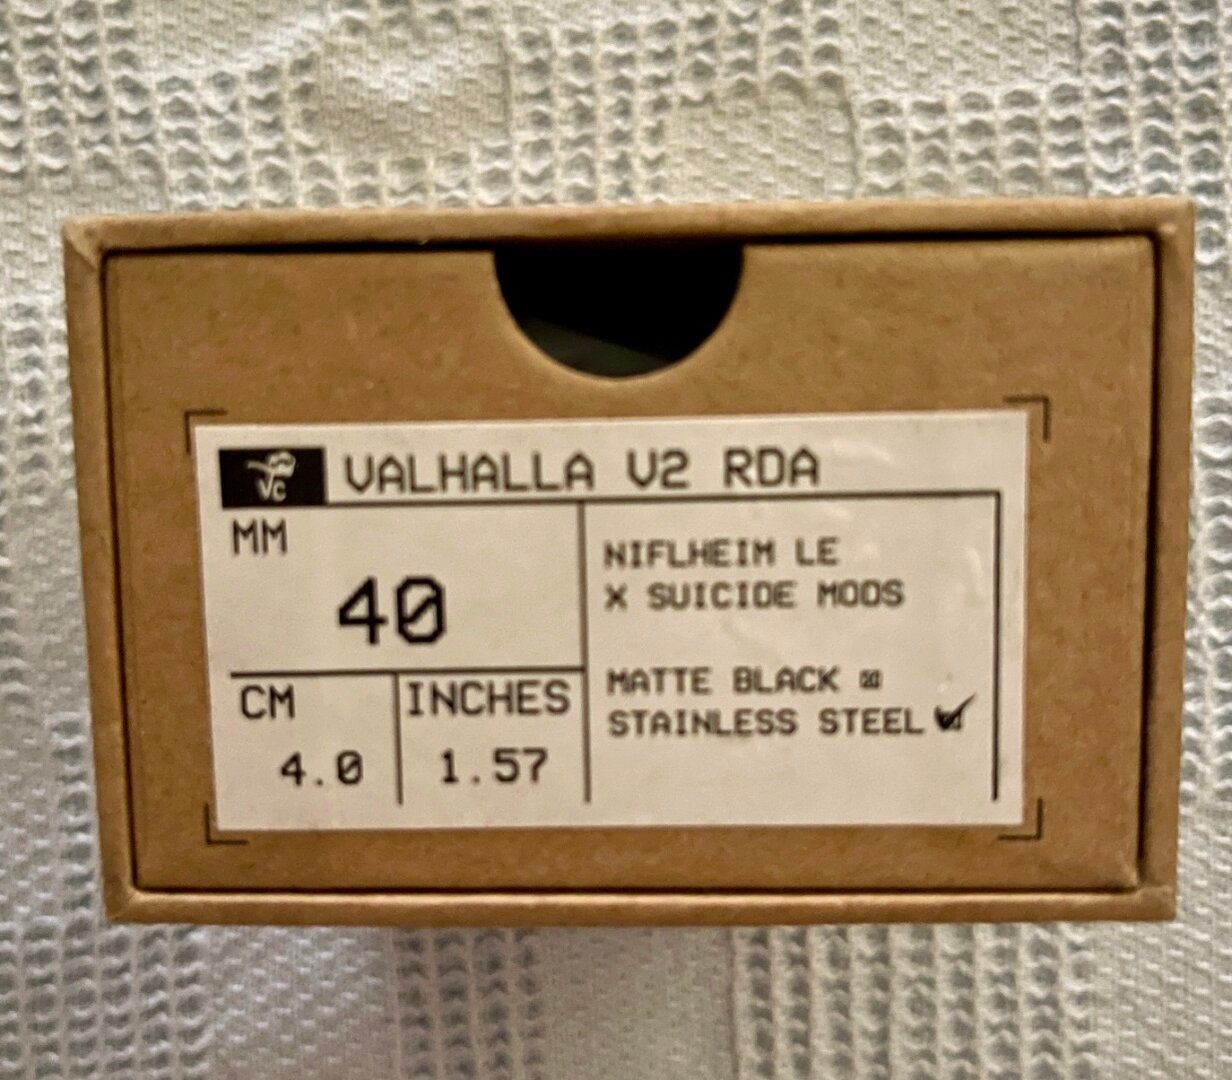 VC
VALHALLA V2 RDA
MM
40
CM
4.0
INCHES
1.57
NIFLHEIM LE
X SUICIDE MODS
MATTE BLACK
STAINLESS STEEL